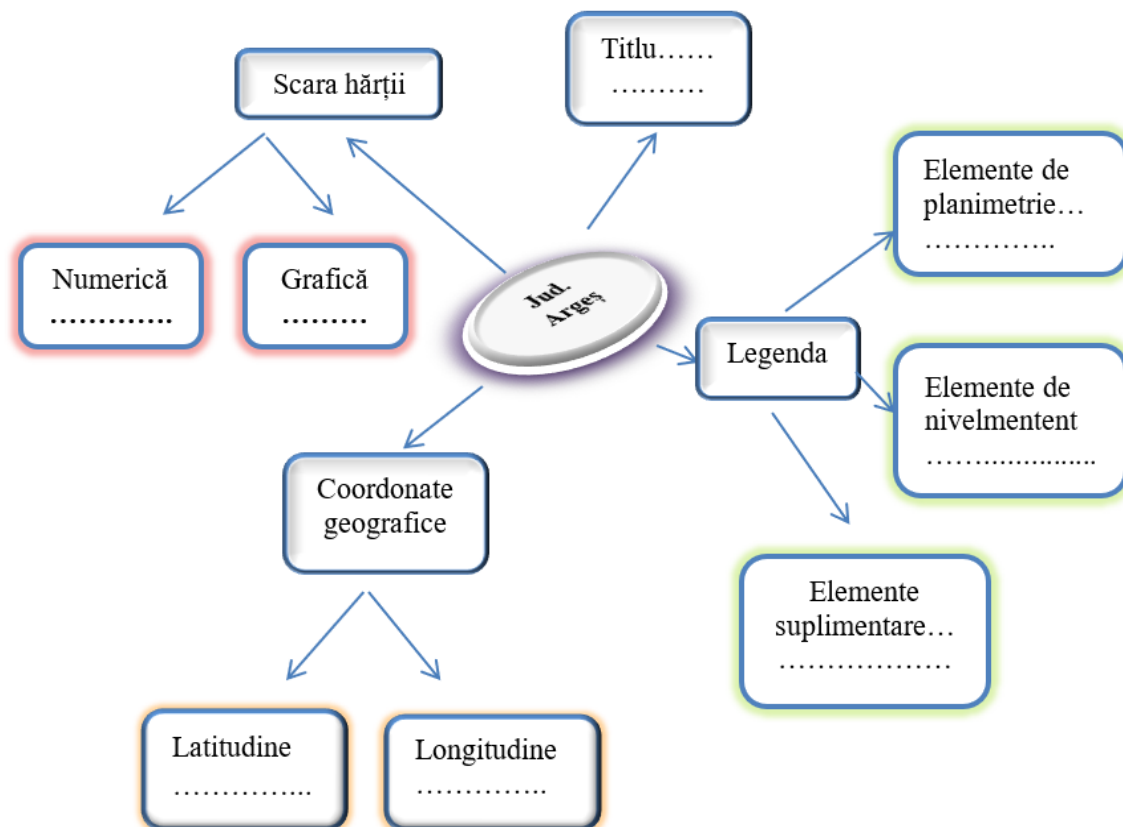 Scara hărții
Titlu……
……….
Numerică
………….
Grafică
………
Jud.
Argeș
Legenda
Elemente de
planimetrie…
…………..
Elemente de
nivelmentent
……..............
Elemente
suplimentare…
………………
Coordonate
geografice
Latitudine
…………...
Longitudine
…………..